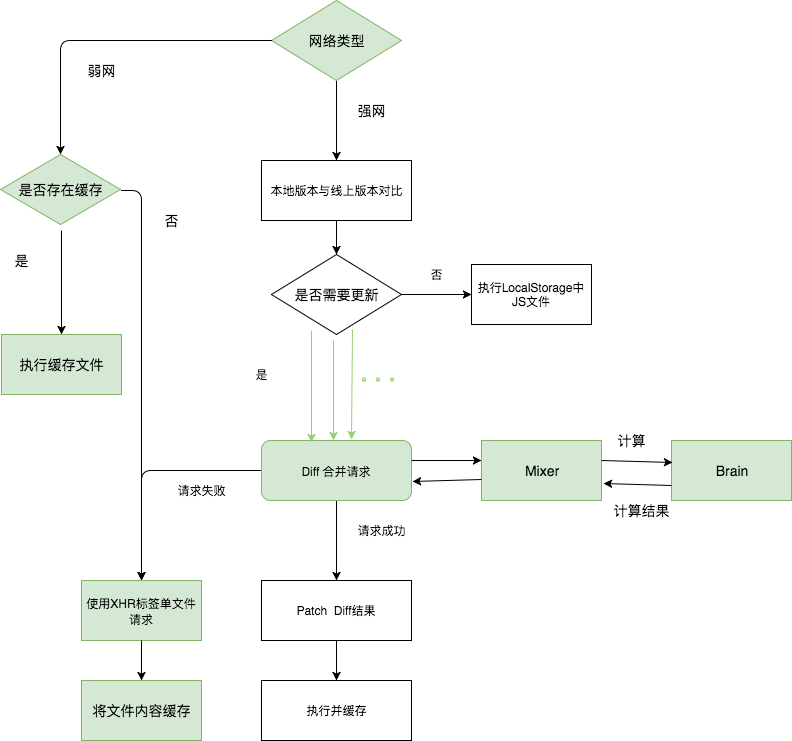 网络类型
弱网
强网
是否存在缓存
本地版本与线上版本对比
否
是
是否需要更新
否
执行LocalStorage中
JS文件
执行缓存文件
是
Diff 合并请求
Mixer
计算
Brain
计算结果
请求失败
请求成功
使用XHR标签单文件
请求
Patch Diff结果
将文件内容缓存
执行并缓存